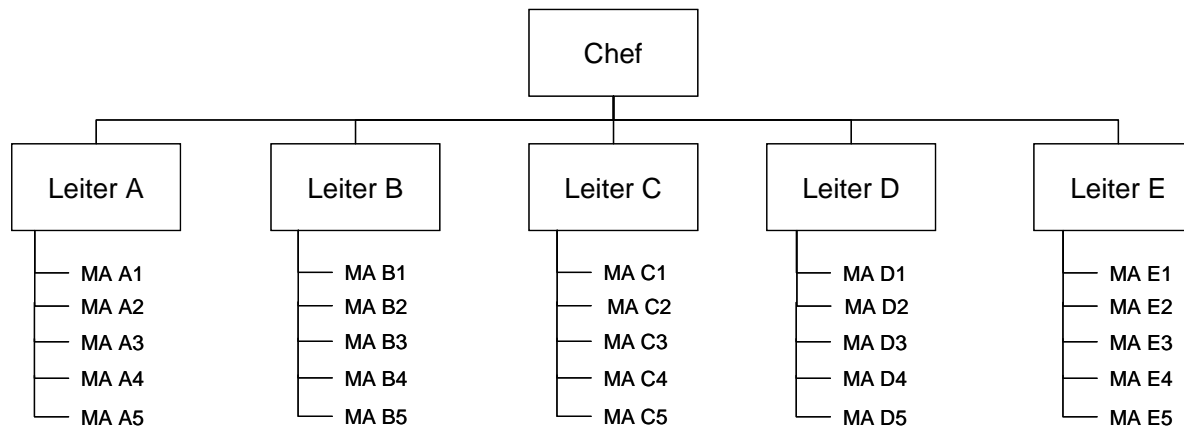 Chef
Leiter A
Leiter B
Leiter C
Leiter D
Leiter E
MA A1
MA A2
MA A3
MA A4
MA A5
MA B1
MA B2
MA B3
MA B4
MA B5
MA C1
MA C2
MA C3
MA C4
MA C5
MA D1
MA D2
MA D3
MA D4
MA D5
MA E1
MA E2
MA E3
MA E4
MA E5